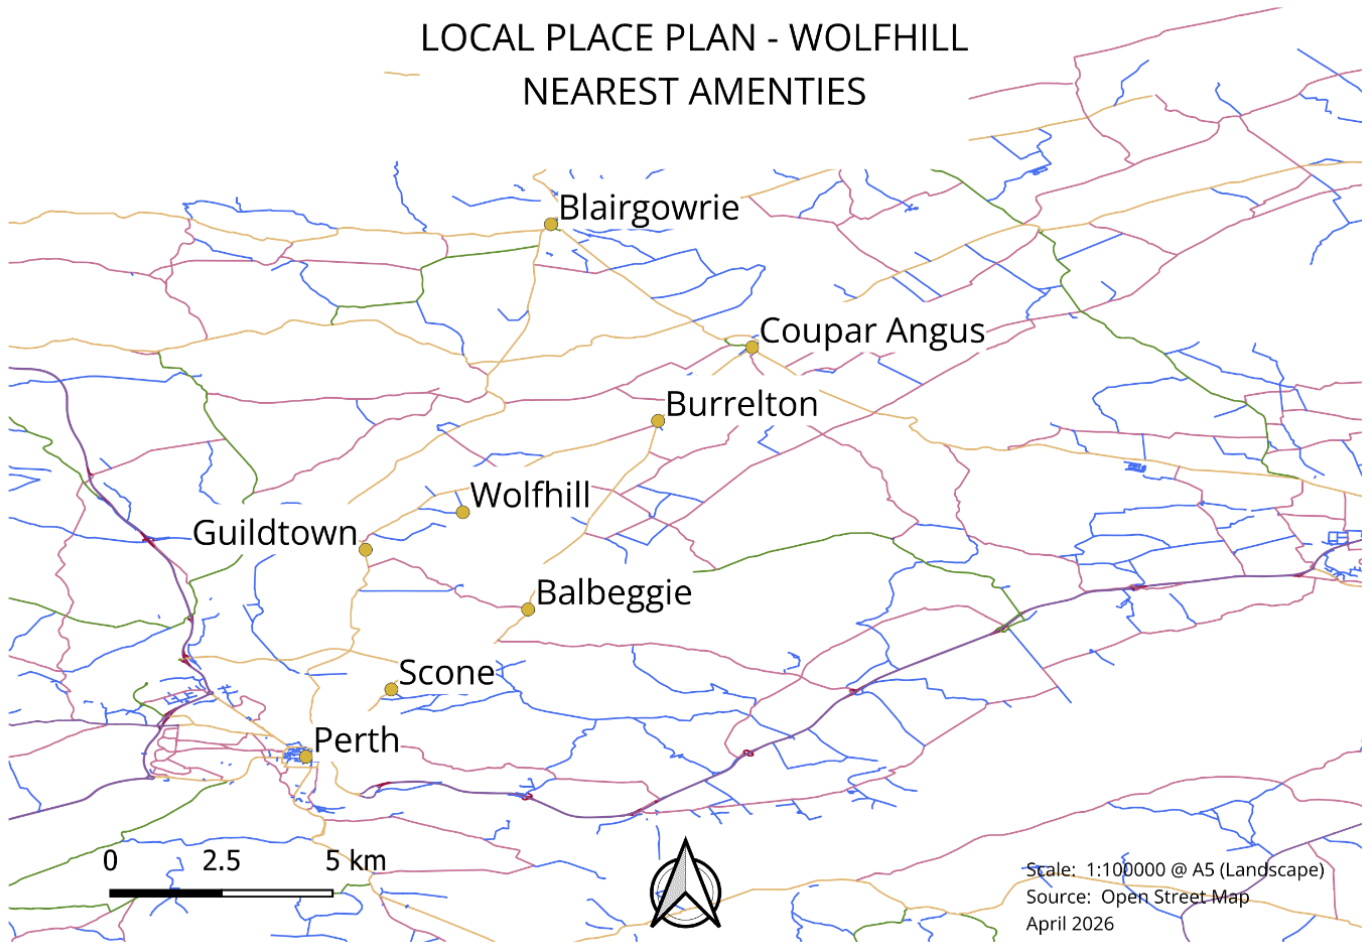 LOCAL PLACE PLAN - WOLFHILL
NEAREST AMENTIES
Blairgowrie
Coupar Angus
Burrelton
Wolfhill
Guildtown
Balbeggie
Scone
Perth
0 2.5 5 km
Scale: 1:100000 @ A5 (Landscape)
Source: Open Street Map
April 2026